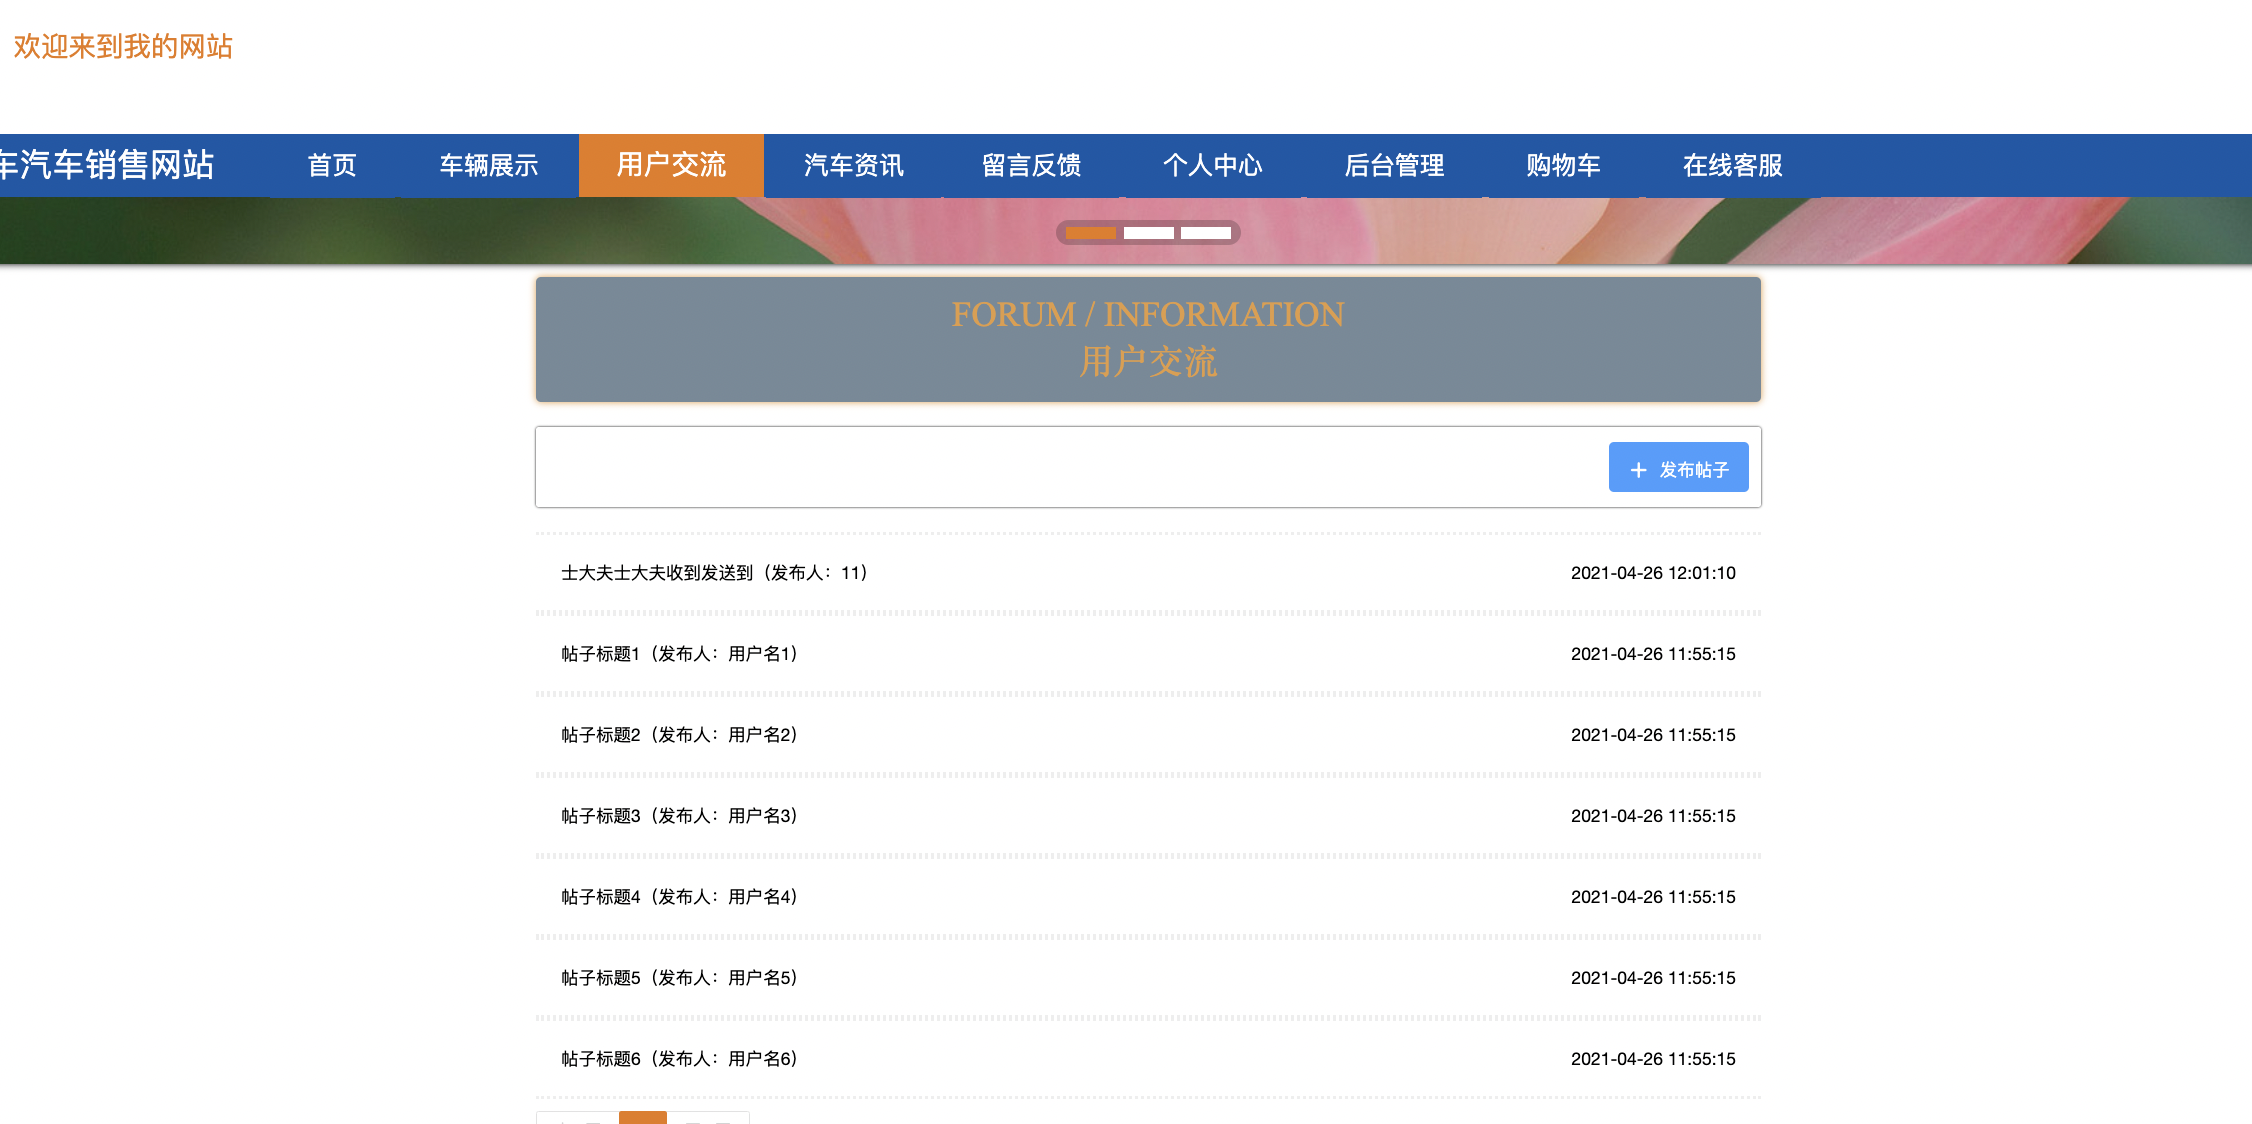 欢迎来到我的网站
车汽车销售网站 首页 车辆展示 用户交流 汽车资讯 留言反馈 个人中心 后台管理 购物车 在线客服
FORUM / INFORMATION
用户交流
+ 发布帖子
士大夫士大夫收到发送到（发布人：11） 2021-04-26 12:01:10
帖子标题1（发布人：用户名1） 2021-04-26 11:55:15
帖子标题2（发布人：用户名2） 2021-04-26 11:55:15
帖子标题3（发布人：用户名3） 2021-04-26 11:55:15
帖子标题4（发布人：用户名4） 2021-04-26 11:55:15
帖子标题5（发布人：用户名5） 2021-04-26 11:55:15
帖子标题6（发布人：用户名6） 2021-04-26 11:55:15